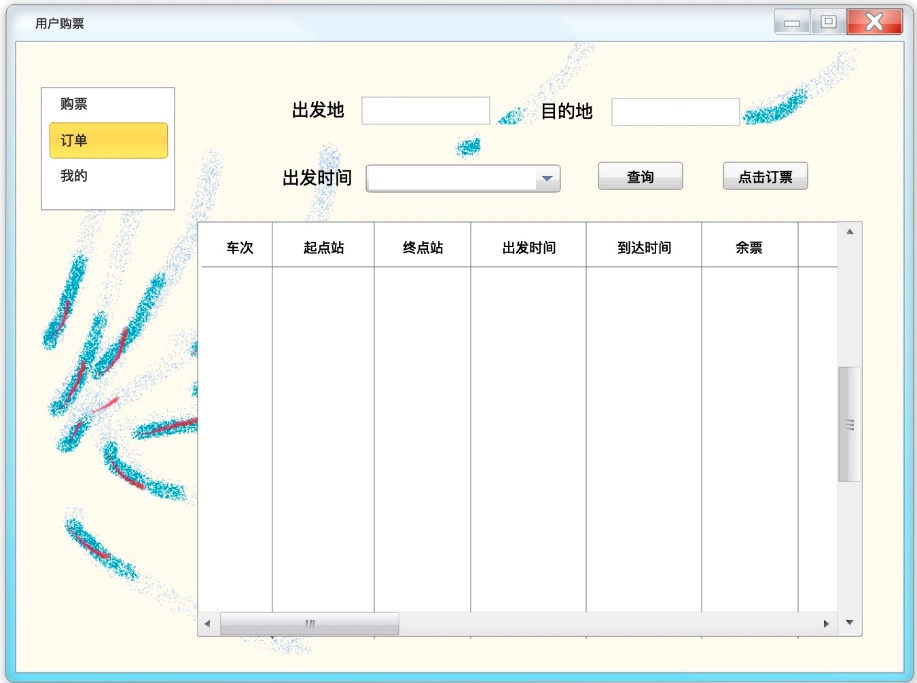 用户购票
购票
订单
我的
出发地
目的地
出发时间
查询
点击订票
车次 起点站 终点站 出发时间 到达时间 余票